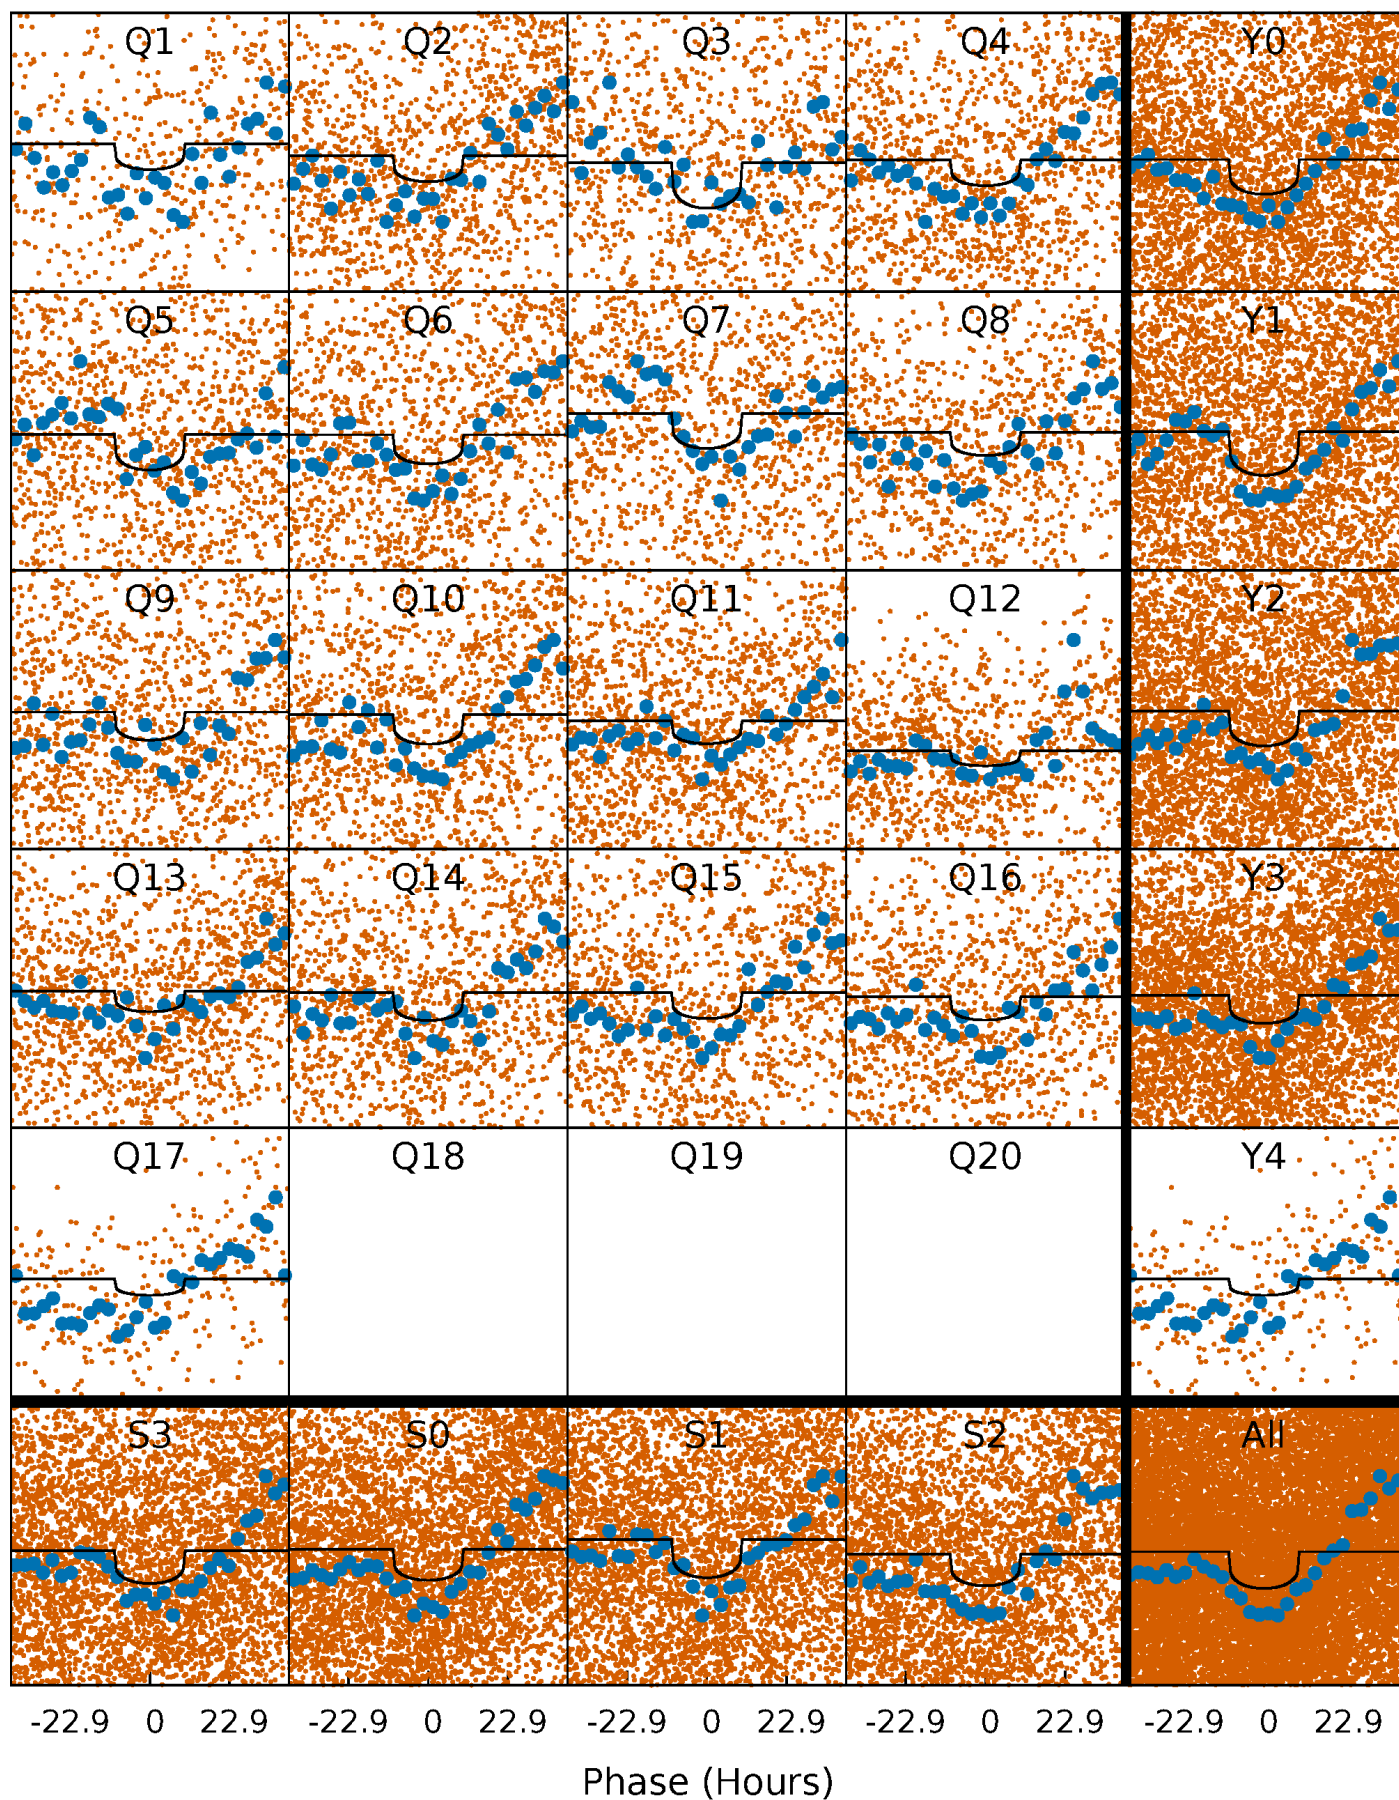 Q1 Q2 Q3 Q4 Y0
Q5 Q6 Q7 Q8 Y1
Q9 Q10 Q11 Q12 Y2
Q13 Q14 Q15 Q16 Y3
Q17 Q18 Q19 Q20 Y4
S3 S0 S1 S2 All
-22.9 0 22.9 -22.9 0 22.9 -22.9 0 22.9 -22.9 0 22.9 -22.9 0 22.9
Phase (Hours)